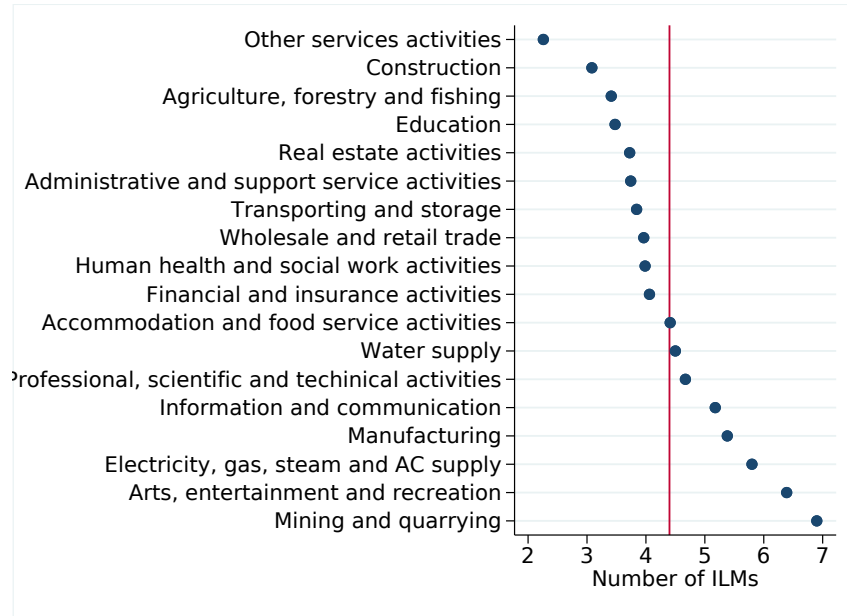 Other services activities
Construction
Agriculture, forestry and fishing
Education
Real estate activities
Administrative and support service activities
Transporting and storage
Wholesale and retail trade
Human health and social work activities
Financial and insurance activities
Accommodation and food service activities
Water supply
Professional, scientific and techinical activities
Information and communication
Manufacturing
Electricity, gas, steam and AC supply
Arts, entertainment and recreation
Mining and quarrying
2 3 4 5 6 7
Number of ILMs